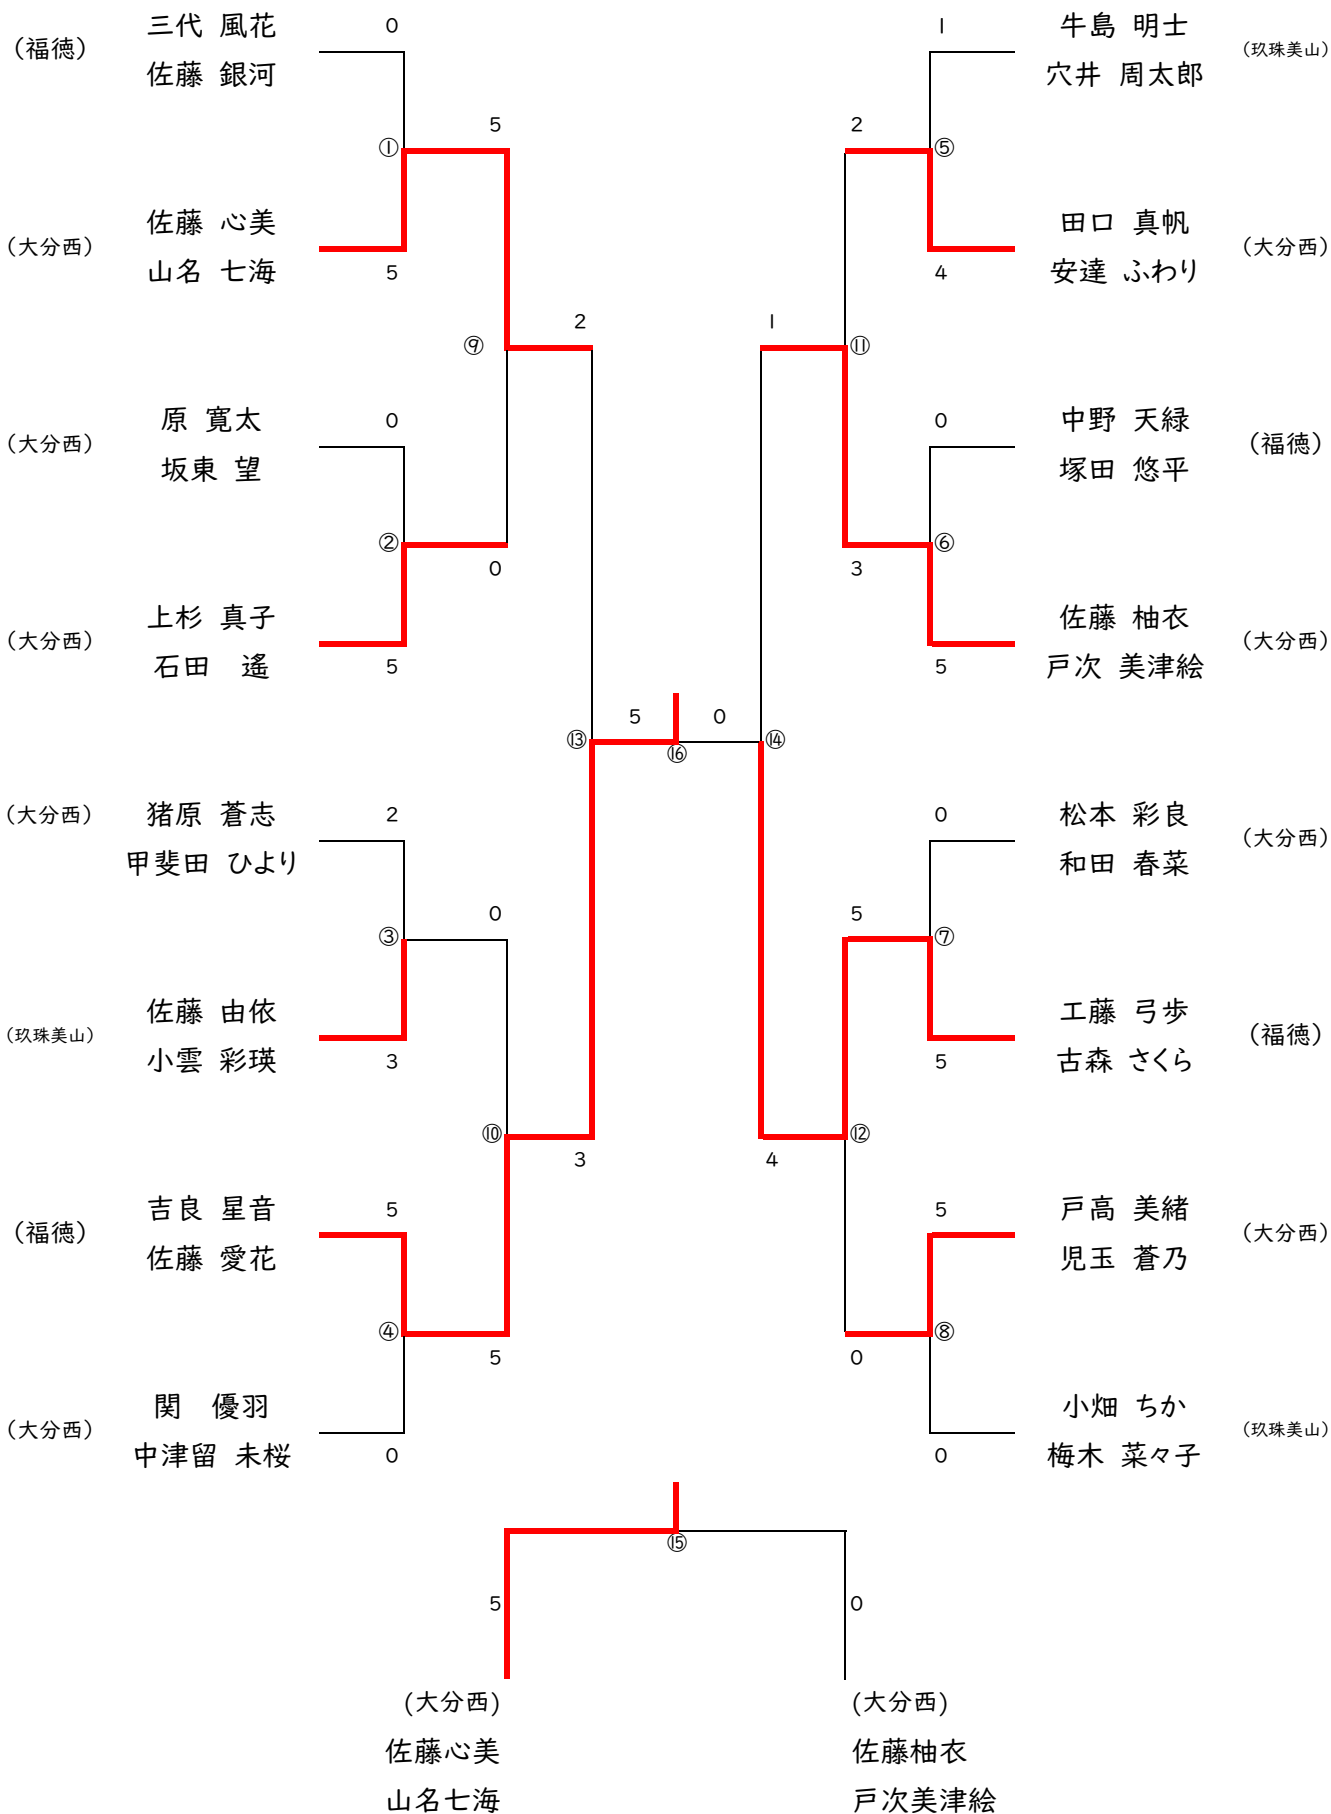 三代 風花
0
(福徳)
佐藤 銀河
5
①
佐藤 心美
(大分西)
山名 七海
5
2
⑨
原 寛太
0
(大分西)
坂東 望
②
0
上杉 真子
(大分西)
石田 遙
5
5
⑬
猪原 蒼志
2
(大分西)
甲斐田 ひより
0
③
佐藤 由依
(玖珠美山)
小雲 彩瑛
3
⑩
3
吉良 星音
5
(福徳)
佐藤 愛花
④
5
関 優羽
(大分西)
中津留 未桜
0
⑯
1
牛島 明士
(玖珠美山)
穴井 周太郎
2
⑤
田口 真帆
(大分西)
安達 ふわり
4
1
⑪
0
中野 天緑
(福徳)
塚田 悠平
⑥
3
佐藤 柚衣
(大分西)
戸次 美津絵
5
0
⑭
0
松本 彩良
(大分西)
和田 春菜
5
⑦
工藤 弓歩
(福徳)
古森 さくら
5
⑫
4
5
戸高 美緒
(大分西)
児玉 蒼乃
⑧
0
小畑 ちか
(玖珠美山)
梅木 菜々子
0
⑮
5
0
(大分西)
佐藤心美
山名七海
(大分西)
佐藤柚衣
戸次美津絵